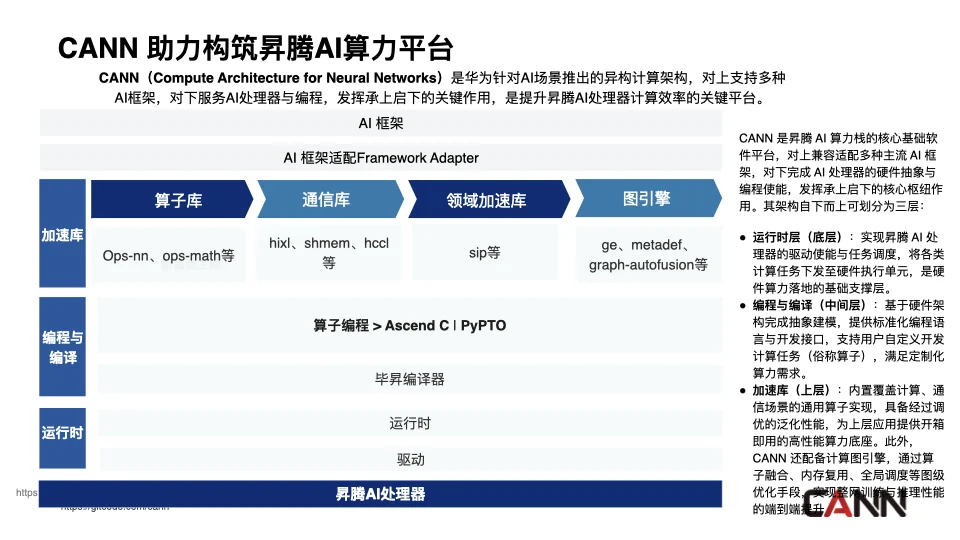 CANN 助力构筑昇腾AI算力平台
CANN（Compute Architecture for Neural Networks）是华为针对AI场景推出的异构计算架构，对上支持多种
AI框架，对下服务AI处理器与编程，发挥承上启下的关键作用，是提升昇腾AI处理器计算效率的关键平台。
AI 框架
AI 框架适配Framework Adapter
加速库
算子库
通信库
领域加速库
图引擎
Ops-nn、ops-math等
hixl、shmem、hccl
等
sip等
ge、metadef、
graph-autofusion等
编程与
编译
算子编程 > Ascend C | PyPTO
毕昇编译器
运行时
运行时
驱动
昇腾AI处理器
https
https://gitcode.com/cann
CANN 是昇腾 AI 算力栈的核心基础软
件平台，对上兼容适配多种主流 AI 框
架，对下完成 AI 处理器的硬件抽象与
编程使能，发挥承上启下的核心枢纽作
用。其架构自下而上可划分为三层：
● 运行时层（底层）：实现昇腾 AI 处
理器的驱动使能与任务调度，将各类
计算任务下发至硬件执行单元，是硬
件算力落地的基础支撑层。
● 编程与编译（中间层）：基于硬件架
构完成抽象建模，提供标准化编程语
言与开发接口，支持用户自定义开发
计算任务（俗称算子），满足定制化
算力需求。
● 加速库（上层）：内置覆盖计算、通
信场景的通用算子实现，具备经过调
优的泛化性能，为上层应用提供开箱
即用的高性能算力底座。此外，
CANN 还配备计算图引擎，通过算
子融合、内存复用、全局调度等图级
优化手段，实现整网训练与推理性能
的端到端提升
CANN